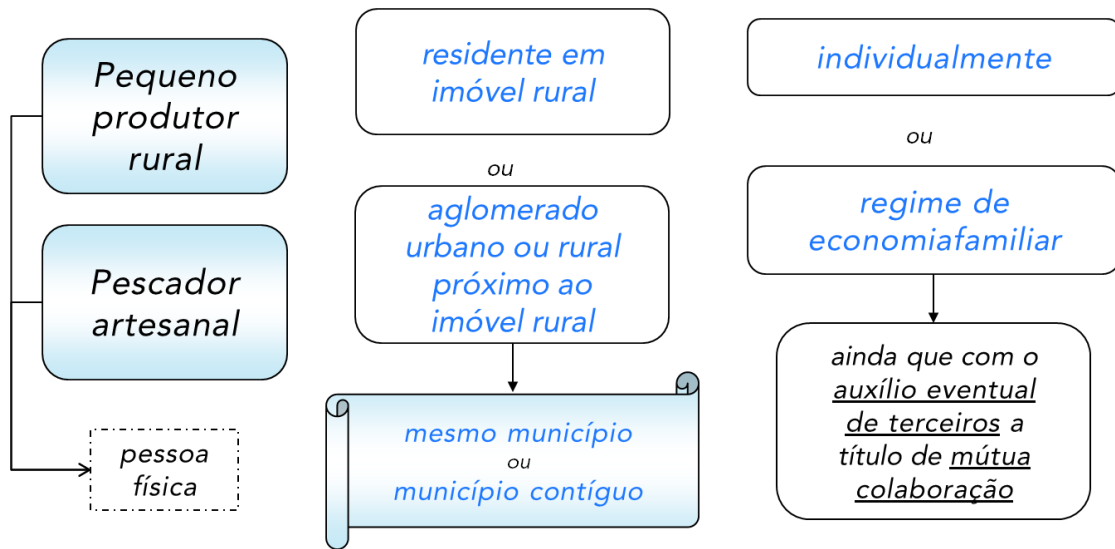 Pequeno
produtor
rural
Pescador
artesanal
pessoa
física
residente em
imóvel rural
ou
aglomerado
urbano ou rural
próximo ao
imóvel rural
mesmo município
ou
município contíguo
individualmente
ou
regime de
economiafamiliar
ainda que com o
auxílio eventual
de terceiros a
título de mútua
colaboração